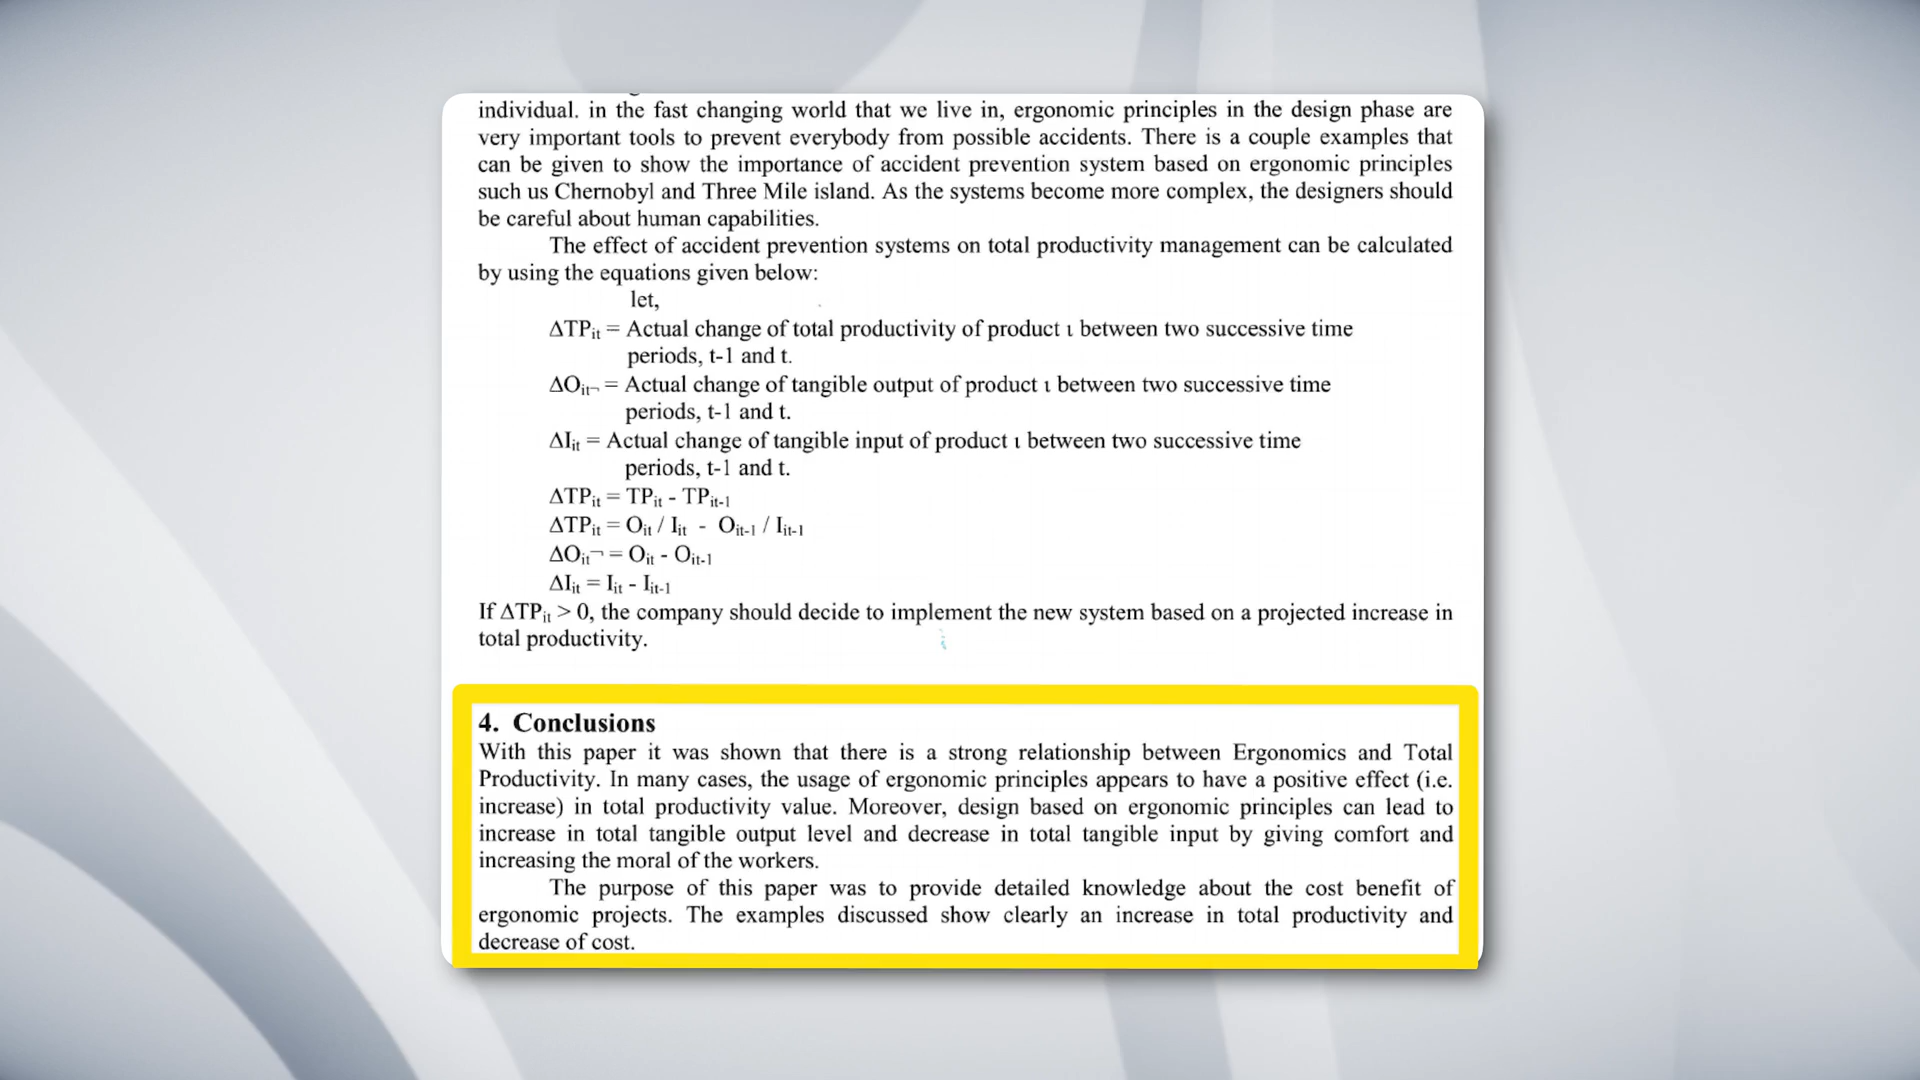 individual. in the fast changing world that we live in, ergonomic principles in the design phase are
very important tools to prevent everybody from possible accidents. There is a couple examples that
can be given to show the importance of accident prevention system based on ergonomic principles
such us Chernobyl and Three Mile island. As the systems become more complex, the designers should
be careful about human capabilities.
The effect of accident prevention systems on total productivity management can be calculated
by using the equations given below:
let,
ΔTPit = Actual change of total productivity of product ι between two successive time
periods, t-1 and t.
ΔOit¬ = Actual change of tangible output of product ι between two successive time
periods, t-1 and t.
ΔIit = Actual change of tangible input of product ι between two successive time
periods, t-1 and t.
ΔTPit = TPit - TPit-1
ΔTPit = Oit / Iit - Oit-1 / Iit-1
ΔOit¬ = Oit - Oit-1
ΔIit = Iit - Iit-1
If ΔTPit > 0, the company should decide to implement the new system based on a projected increase in
total productivity.
4. Conclusions
With this paper it was shown that there is a strong relationship between Ergonomics and Total
Productivity. In many cases, the usage of ergonomic principles appears to have a positive effect (i.e.
increase) in total productivity value. Moreover, design based on ergonomic principles can lead to
increase in total tangible output level and decrease in total tangible input by giving comfort and
increasing the moral of the workers.
The purpose of this paper was to provide detailed knowledge about the cost benefit of
ergonomic projects. The examples discussed show clearly an increase in total productivity and
decrease of cost.